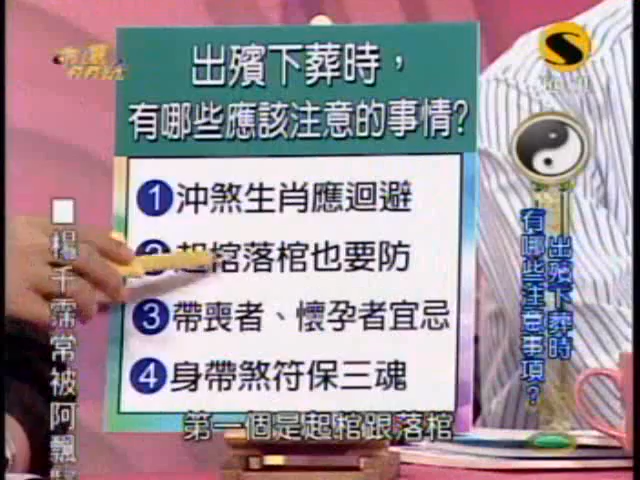 出殯下葬時，
有哪些應該注意的事情?
1 沖煞生肖應迴避
2 起棺落棺也要防
3 帶喪者、懷孕者宜忌
4 身帶煞符保三魂
第一個是起棺跟落棺
楊千霈常被阿飄
出殯下葬時
有哪些注意事項？